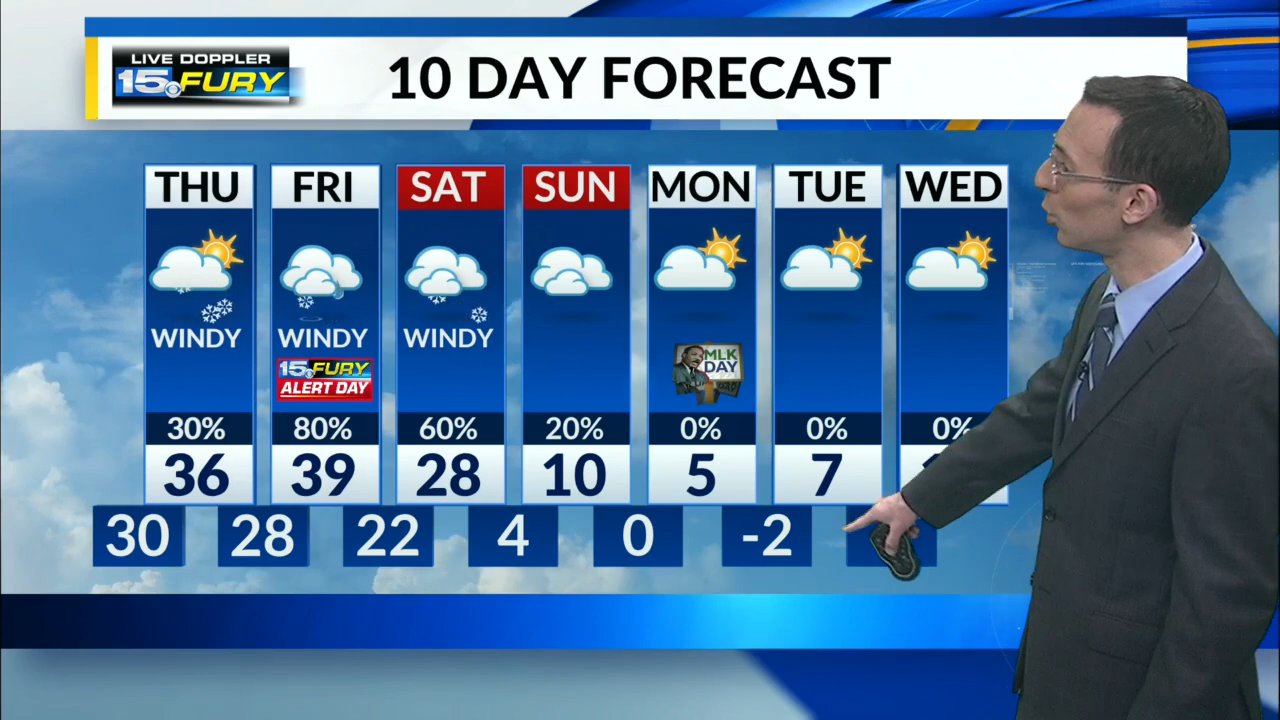 LIVE DOPPLER
15 FURY
10 DAY FORECAST
THU FRI SAT SUN MON TUE WED
WINDY WINDY WINDY
15 FURY
ALERT DAY
MLK
DAY
30% 80% 60% 20% 0% 0% 0%
36 39 28 10 5 7
30 28 22 4 0 -2